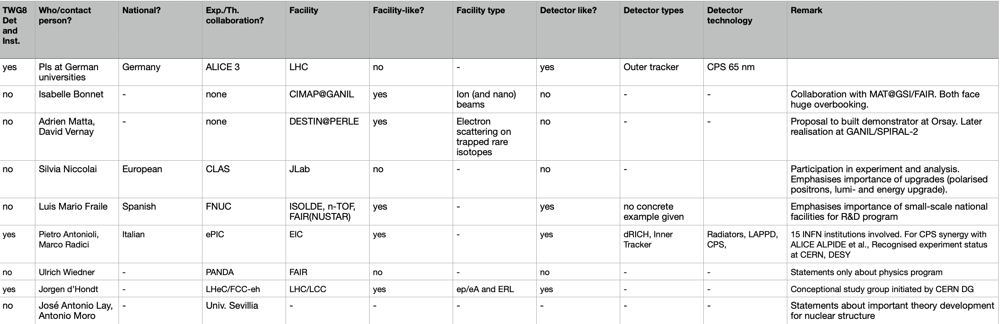 TWG8 Det and Inst.
Who/contact person?
National?
Exp./Th. collaboration?
Facility
Facility-like?
Facility type
Detector like?
Detector types
Detector technology
Remark
yes
PIs at German
universities
Germany
ALICE 3
LHC
no
-
yes
Outer tracker
CPS 65 nm
no
Isabelle Bonnet
-
none
CIMAP@GANIL
yes
Ion (and nano)
beams
no
-
-
Collaboration with MAT@GSI/FAIR. Both face
huge overbooking.
no
Adrien Matta,
David Vernay
-
none
DESTIN@PERLE
yes
Electron
scattering on
trapped rare
isotopes
no
-
-
Proposal to built demonstrator at Orsay. Later
realisation at GANIL/SPIRAL-2
no
Silvia Niccolai
European
CLAS
JLab
no
-
no
-
Participation in experiment and analysis.
Emphasises importance of upgrades (polarised
positrons, lumi- and energy upgrade).
no
Luis Mario Fraile
Spanish
FNUC
ISOLDE, n-TOF,
FAIR(NUSTAR)
yes
-
yes
no concrete
example given
Emphasises importance of small-scale national
facilities for R&D program
yes
Pietro Antonioli,
Marco Radici
Italian
ePIC
EIC
yes
-
yes
dRICH, Inner
Tracker
Radiators, LAPPD,
CPS,
15 INFN institutions involved. For CPS synergy with
ALICE ALPIDE et al., Recognised experiment status
at CERN, DESY
no
Ulrich Wiedner
-
PANDA
FAIR
no
-
no
-
-
Statements only about physics program
yes
Jorgen d’Hondt
-
LHeC/FCC-eh
LHC/LCC
yes
ep/eA and ERL
yes
-
-
Conceptional study group initiated by CERN DG
no
José Antonio Lay,
Antonio Moro
-
Univ. Sevillia
-
-
-
-
-
-
Statements about important theory development
for nuclear structure